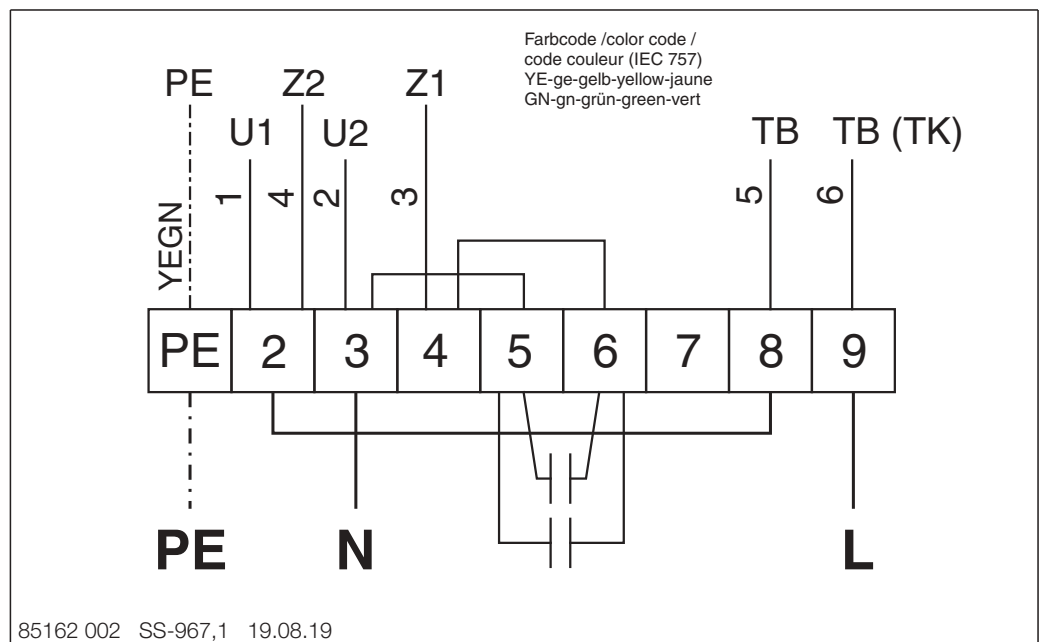 Farbcode /color code /
code couleur (IEC 757)
YE-ge-gelb-yellow-jaune
GN-gn-grün-green-vert
PE Z2 Z1
U1 U2 TB TB (TK)
YEGN 1 4 2 3 5 6
PE 2 3 4 5 6 7 8 9
PE N L
85162 002 SS-967,1 19.08.19